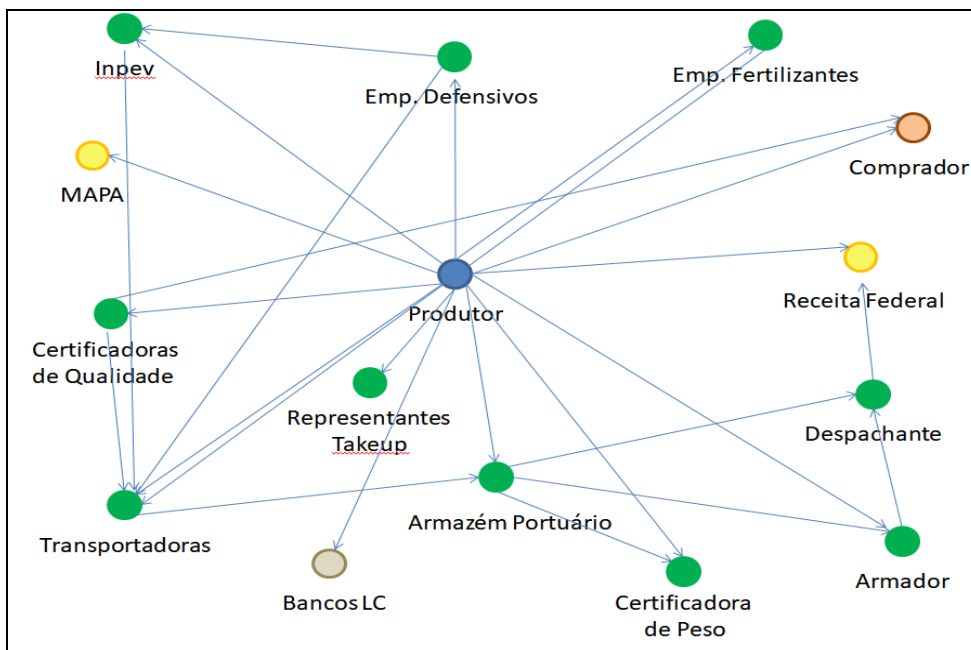 Inpev
Emp. Defensivos
Emp. Fertilizantes
Comprador
MAPA
Receita Federal
Produtor
Certificadoras
de Qualidade
Representantes
Takeup
Despachante
Armazém Portuário
Transportadoras
Armador
Bancos LC
Certificadora
de Peso